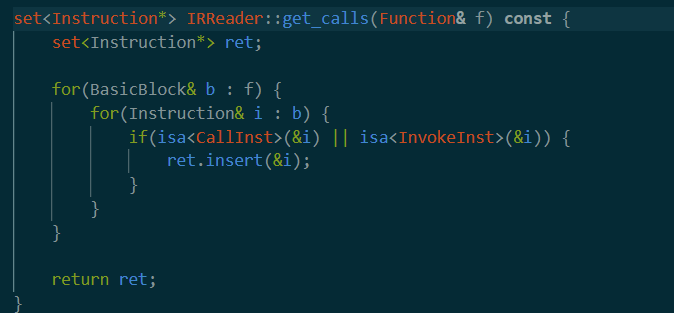 set<Instruction*> IRReader::get_calls(Function& f) const {
    set<Instruction*> ret;

    for(BasicBlock& b : f) {
        for(Instruction& i : b) {
            if(isa<CallInst>(&i) || isa<InvokeInst>(&i)) {
                ret.insert(&i);
            }
        }
    }

    return ret;
}